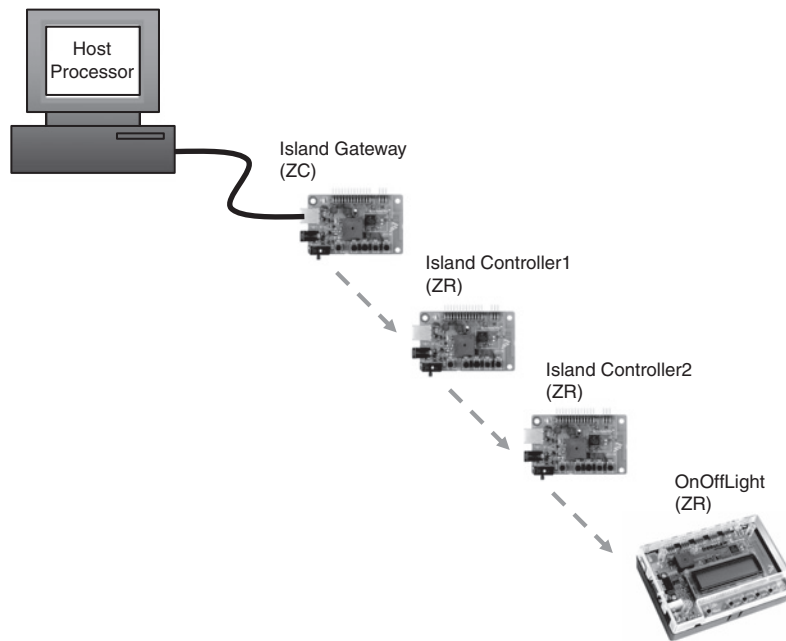 Host
Processor
Island Gateway
(ZC)
Island Controller1
(ZR)
Island Controller2
(ZR)
OnOffLight
(ZR)